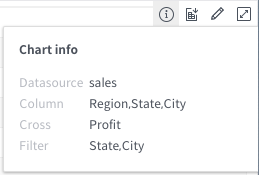 Chart info
Datasource sales
Column Region,State,City
Cross Profit
Filter State,City